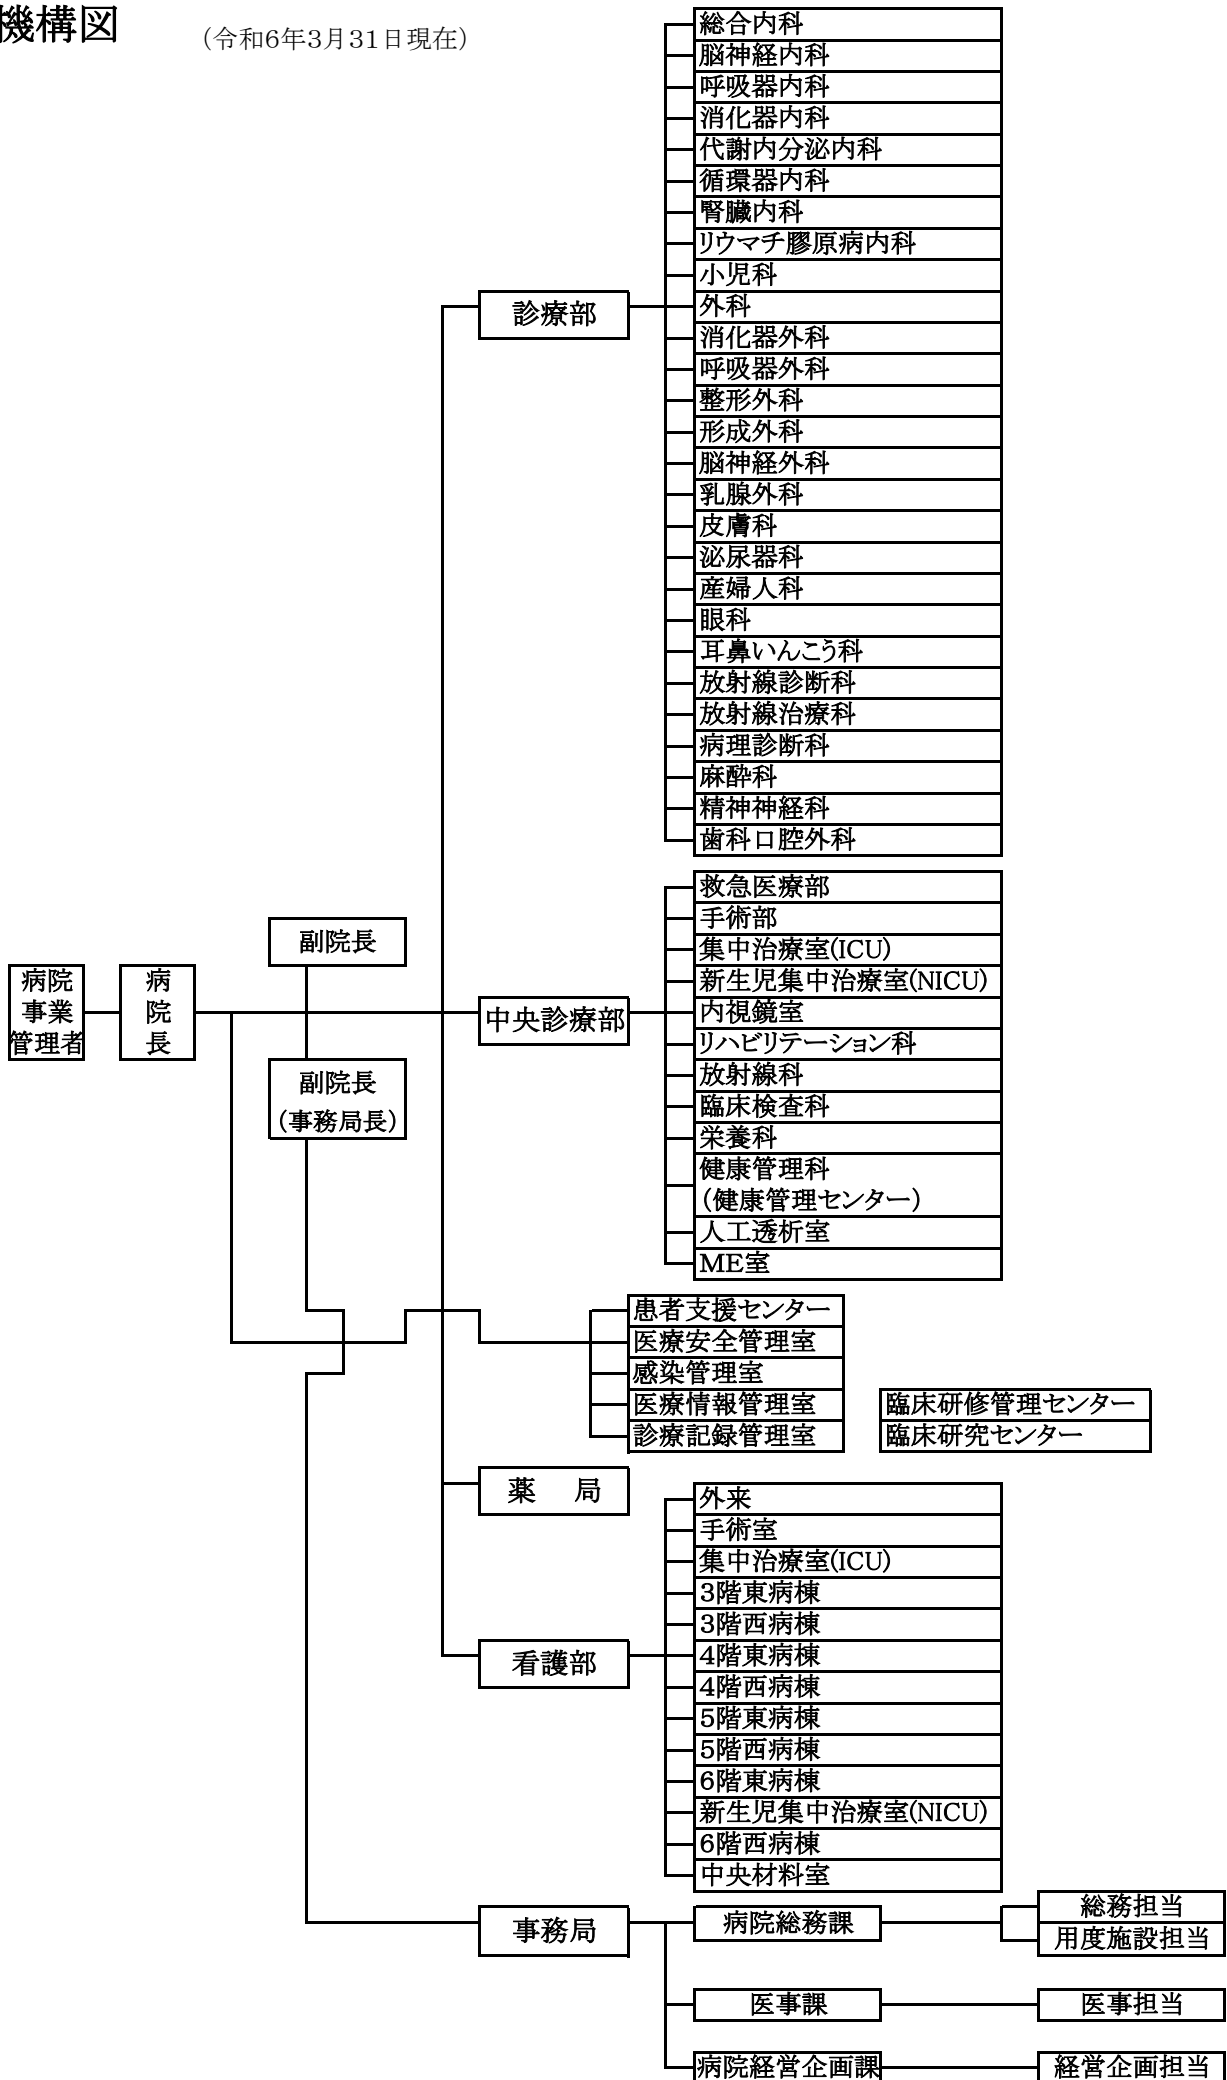 機構図
（令和6年3月31日現在）
総合内科
脳神経内科
呼吸器内科
消化器内科
代謝内分泌内科
循環器内科
腎臓内科
リウマチ膠原病内科
小児科
外科
消化器外科
呼吸器外科
整形外科
形成外科
脳神経外科
乳腺外科
皮膚科
泌尿器科
産婦人科
眼科
耳鼻いんこう科
放射線診断科
放射線治療科
病理診断科
麻酔科
精神神経科
歯科口腔外科
診療部
救急医療部
手術部
集中治療室(ICU)
新生児集中治療室(NICU)
内視鏡室
リハビリテーション科
放射線科
臨床検査科
栄養科
健康管理科
（健康管理センター）
人工透析室
ME室
中央診療部
副院長
病院
事業
管理者
病
院
長
副院長
（事務局長）
患者支援センター
医療安全管理室
感染管理室
医療情報管理室
診療記録管理室
臨床研修管理センター
臨床研究センター
薬　局
外来
手術室
集中治療室(ICU)
3階東病棟
3階西病棟
4階東病棟
4階西病棟
5階東病棟
5階西病棟
6階東病棟
新生児集中治療室(NICU)
6階西病棟
中央材料室
看護部
事務局
病院総務課
総務担当
用度施設担当
医事課
医事担当
病院経営企画課
経営企画担当